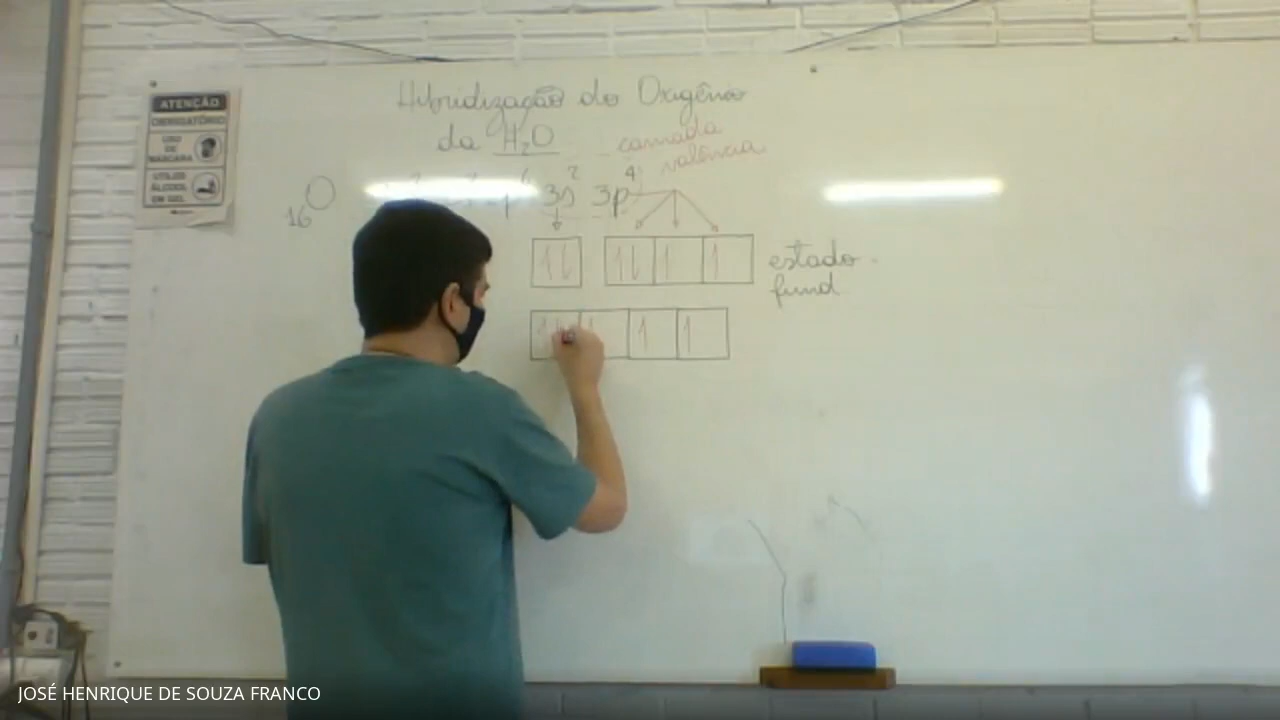 Hibridização do Oxigênio
da H₂O
camada
valência
ATENÇÃO
OBRIGATÓRIO
USO
DE
MÁSCARA
UTILIZE
ÁLCOOL
EM GEL
₁₆O
3s² 3p⁴
estado
fund
JOSÉ HENRIQUE DE SOUZA FRANCO